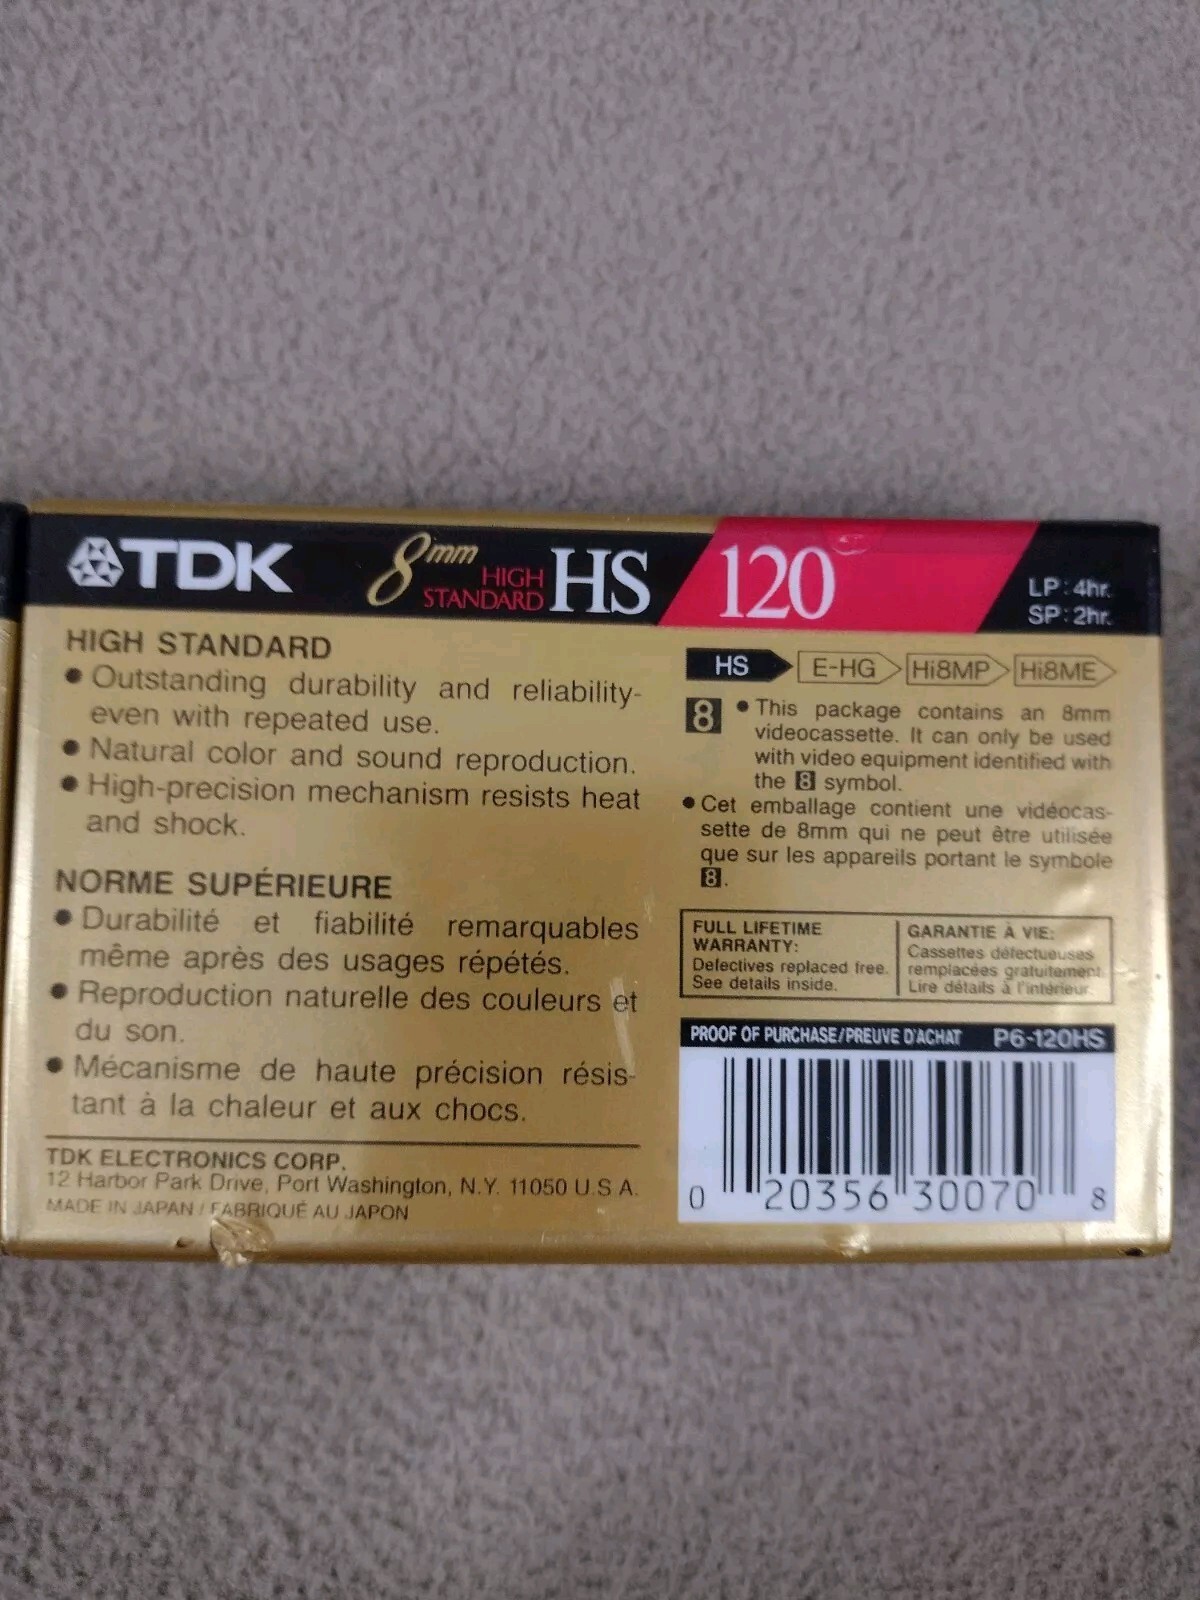 TDK 8mm HIGH STANDARD HS 120 LP:4hr. SP:2hr.
HIGH STANDARD
● Outstanding durability and reliability-
even with repeated use.
● Natural color and sound reproduction.
● High-precision mechanism resists heat
and shock.
NORME SUPÉRIEURE
● Durabilité et fiabilité remarquables
même après des usages répétés.
● Reproduction naturelle des couleurs et
du son.
● Mécanisme de haute précision résis-
tant à la chaleur et aux chocs.
TDK ELECTRONICS CORP.
12 Harbor Park Drive, Port Washington, N.Y. 11050 U.S.A.
MADE IN JAPAN / FABRIQUÉ AU JAPON
HS E-HG Hi8MP Hi8ME
8 ● This package contains an 8mm
videocassette. It can only be used
with video equipment identified with
the 8 symbol.
● Cet emballage contient une vidéocas-
sette de 8mm qui ne peut être utilisée
que sur les appareils portant le symbole
8.
FULL LIFETIME
WARRANTY:
Defectives replaced free.
See details inside.
GARANTIE À VIE:
Cassettes défectueuses
remplacées gratuitement.
Lire détails à l'intérieur.
PROOF OF PURCHASE/PREUVE D'ACHAT P6-120HS
0 20356 30070 8